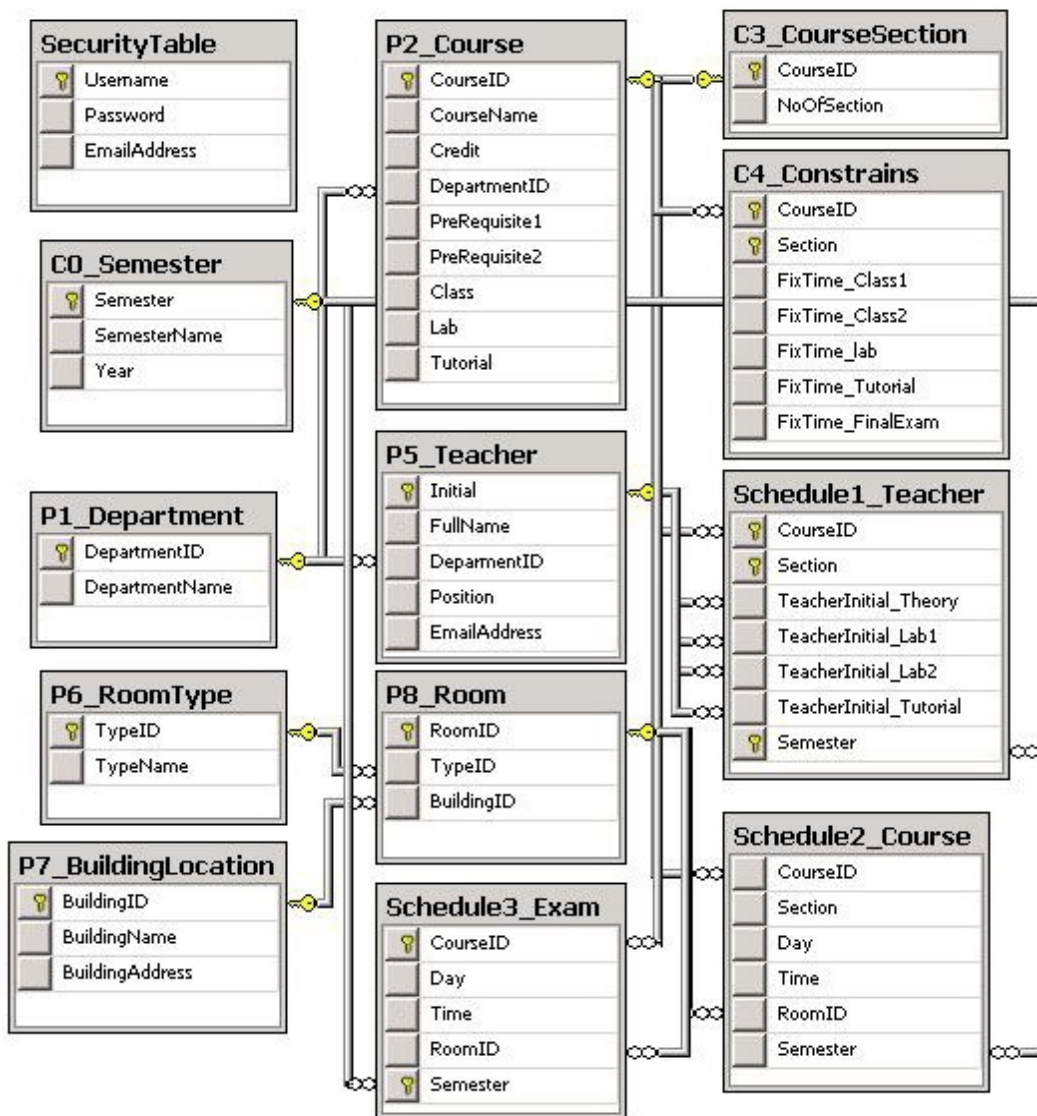 SecurityTable
Username
Password
EmailAddress
C0_Semester
Semester
SemesterName
Year
P1_Department
DepartmentID
DepartmentName
P6_RoomType
TypeID
TypeName
P7_BuildingLocation
BuildingID
BuildingName
BuildingAddress
P2_Course
CourseID
CourseName
Credit
DepartmentID
PreRequisite1
PreRequisite2
Class
Lab
Tutorial
P5_Teacher
Initial
FullName
DeparmentID
Position
EmailAddress
P8_Room
RoomID
TypeID
BuildingID
Schedule3_Exam
CourseID
Day
Time
RoomID
Semester
C3_CourseSection
CourseID
NoOfSection
C4_Constrains
CourseID
Section
FixTime_Class1
FixTime_Class2
FixTime_lab
FixTime_Tutorial
FixTime_FinalExam
Schedule1_Teacher
CourseID
Section
TeacherInitial_Theory
TeacherInitial_Lab1
TeacherInitial_Lab2
TeacherInitial_Tutorial
Semester
Schedule2_Course
CourseID
Section
Day
Time
RoomID
Semester